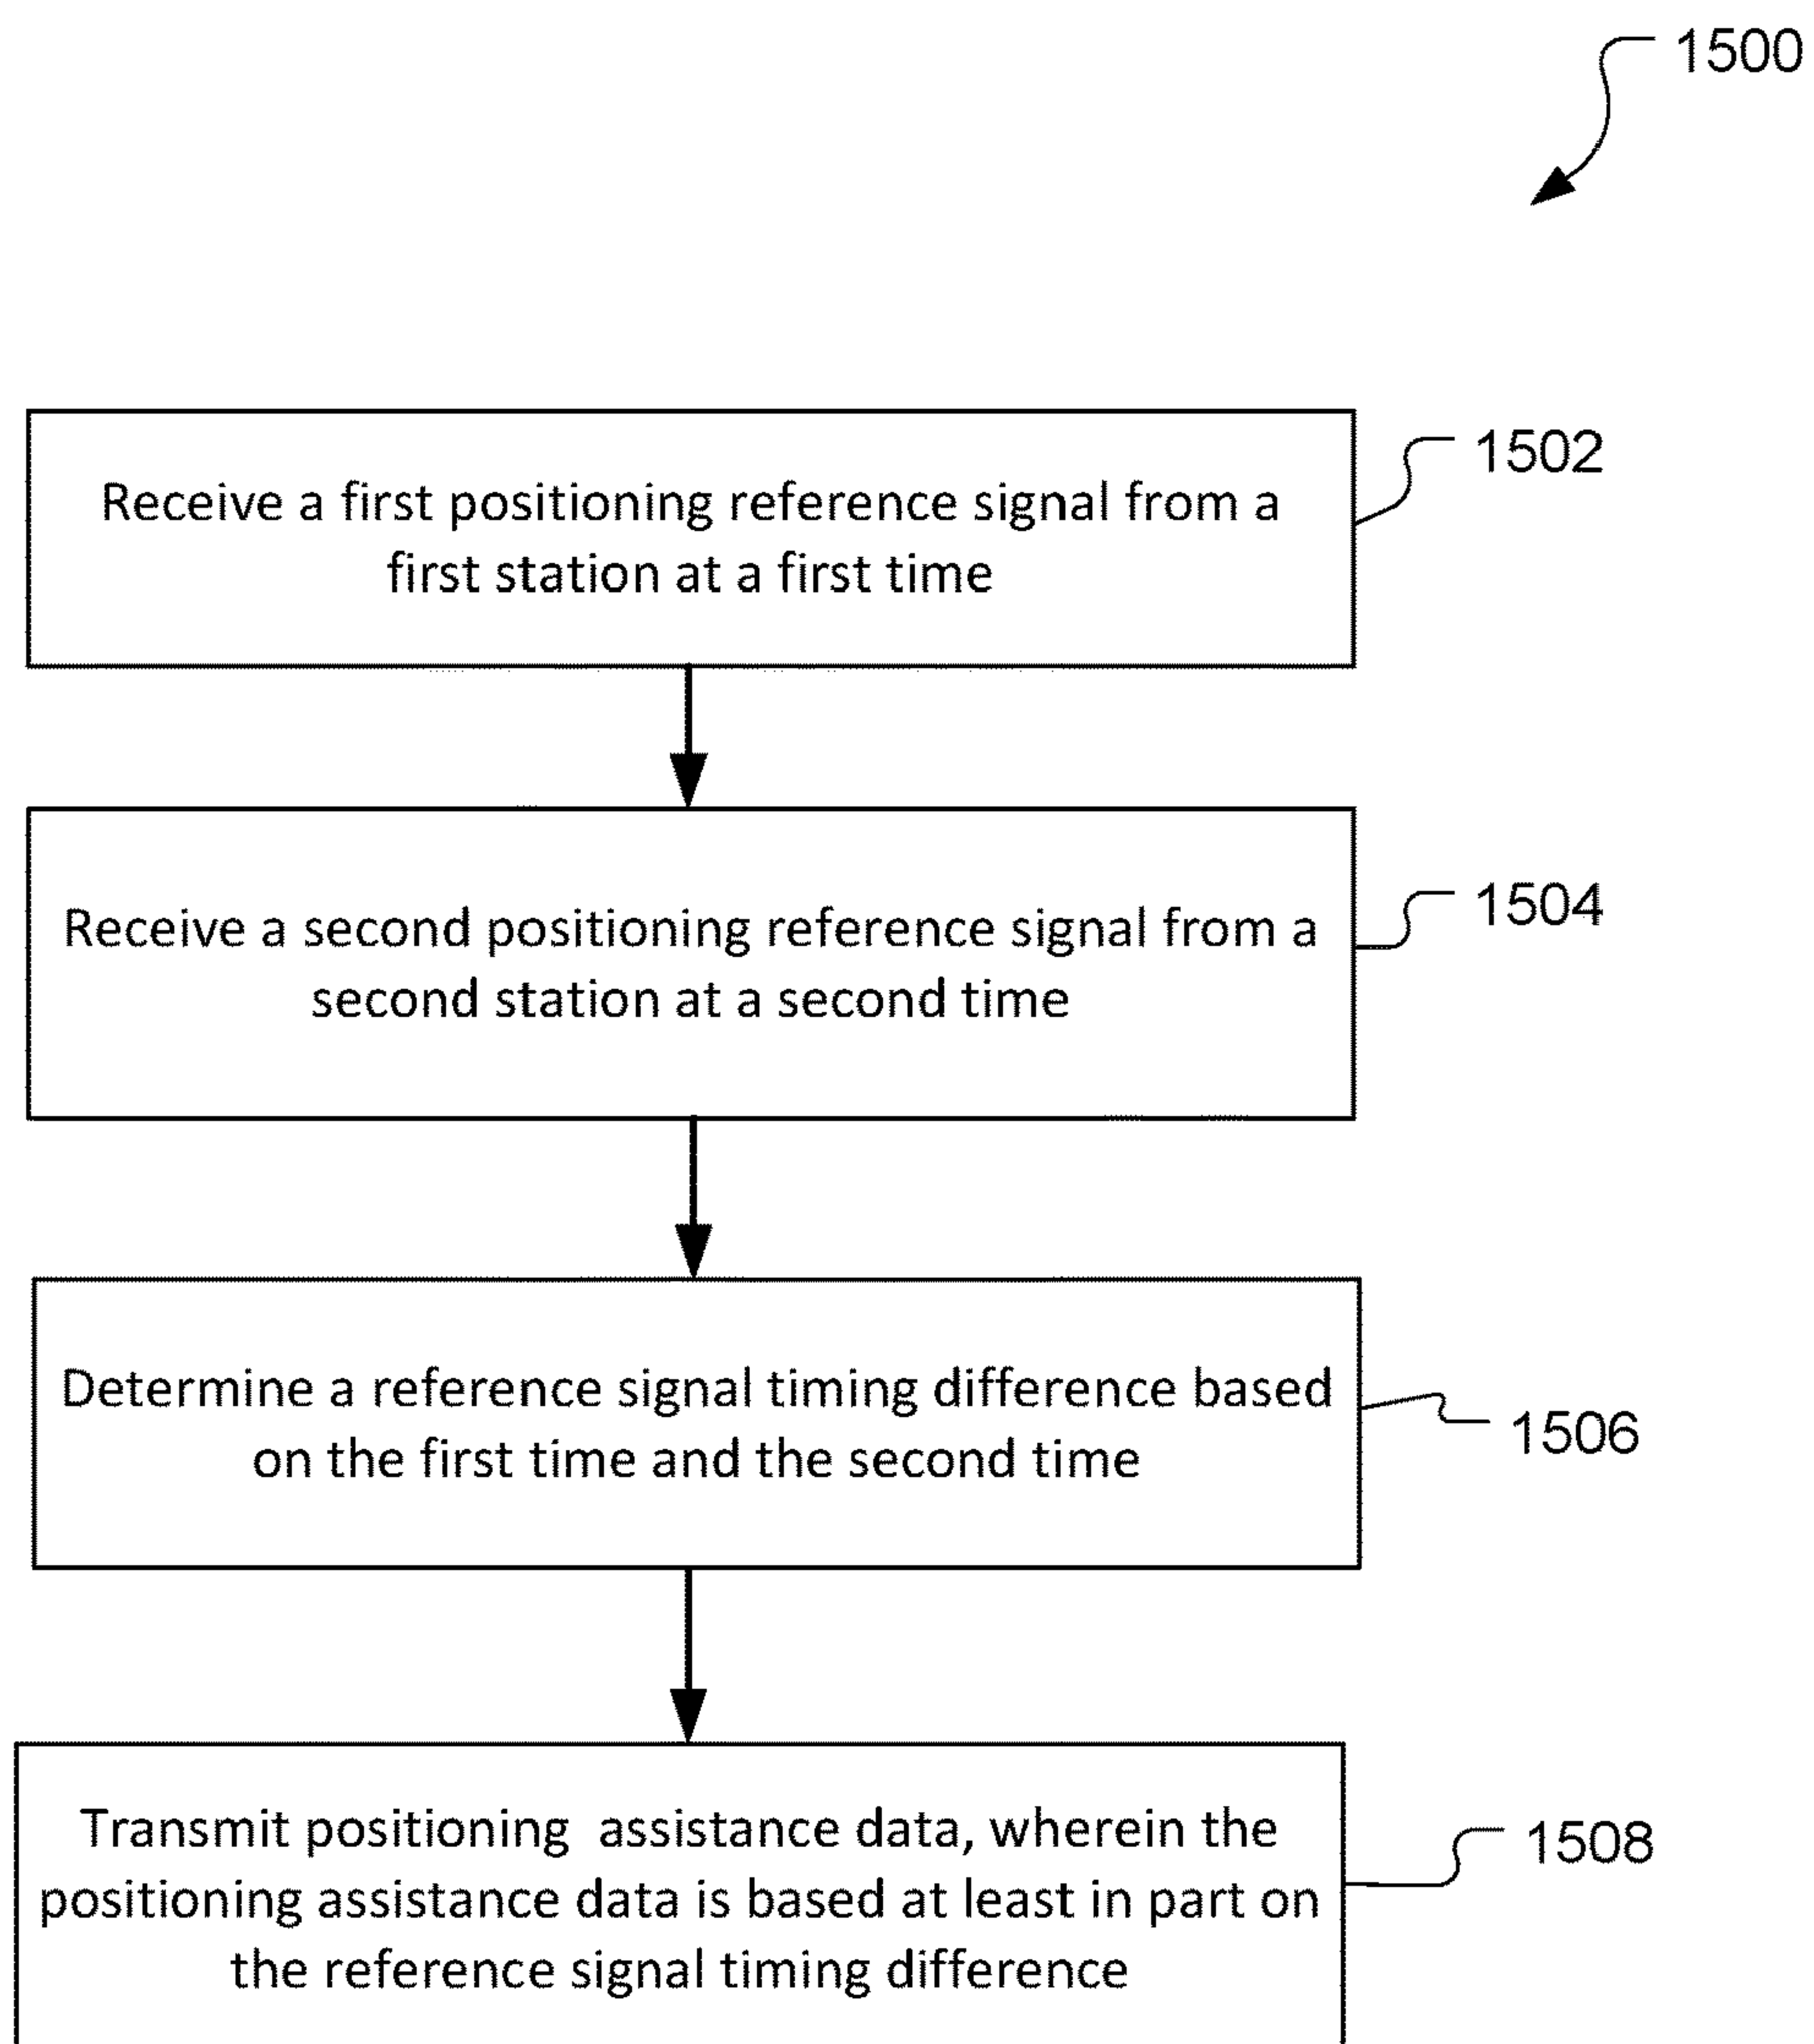 1500
Receive a first positioning reference signal from a
first station at a first time
1502
Receive a second positioning reference signal from a
second station at a second time
1504
Determine a reference signal timing difference based
on the first time and the second time
1506
Transmit positioning  assistance data, wherein the
positioning assistance data is based at least in part on
the reference signal timing difference
1508